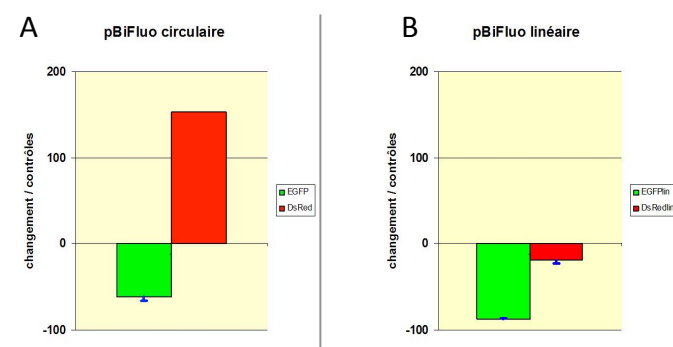 A
pBiFluo circulaire
200
100
0
-100
changement / contrôles
EGFP
DsRed
B
pBiFluo linéaire
200
100
0
-100
changement / contrôles
EGFPlin
DsRedlin